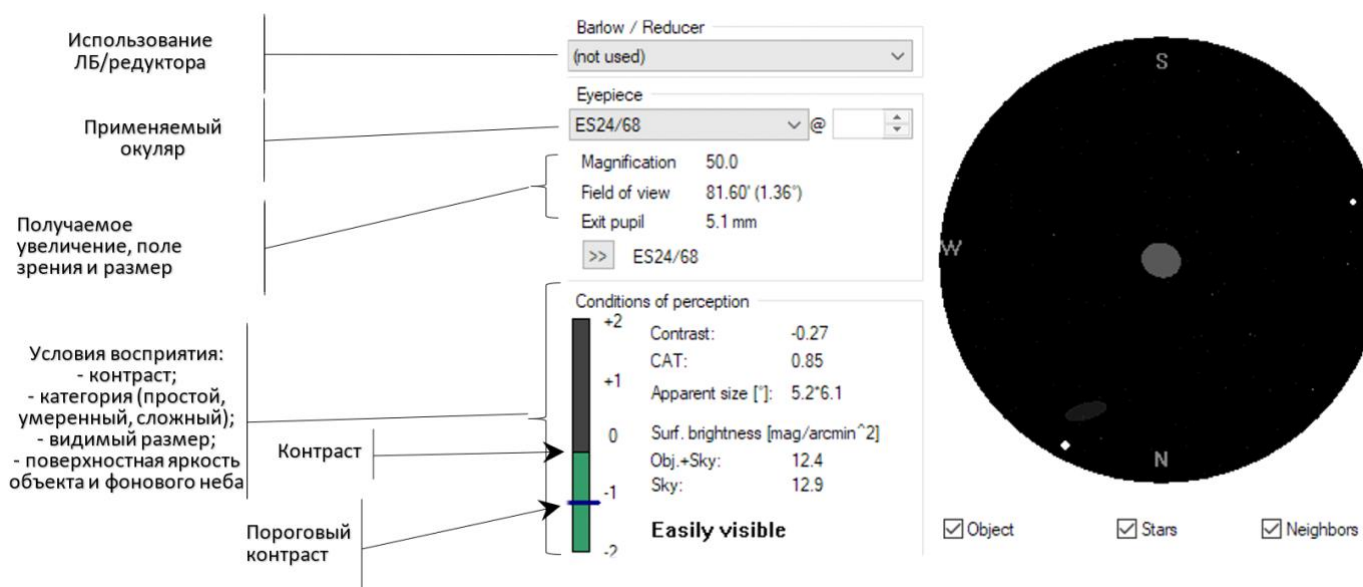 Использование
ЛБ/редуктора
Применяемый
окуляр
Получаемое
увеличение, поле
зрения и размер
Условия восприятия:
- контраст;
- категория (простой,
умеренный, сложный);
- видимый размер;
- поверхностная яркость
объекта и фонового неба
Контраст
Пороговый
контраст
Barlow / Reducer
(not used)
Eyepiece
ES24/68 @
Magnification 50.0
Field of view 81.60' (1.36°)
Exit pupil 5.1 mm
>> ES24/68
Conditions of perception
+2
+1
0
-1
-2
Contrast: -0.27
CAT: 0.85
Apparent size [°]: 5.2*6.1
Surf. brightness [mag/arcmin^2]
Obj.+Sky: 12.4
Sky: 12.9
Easily visible
S
W
N
Object Stars Neighbors